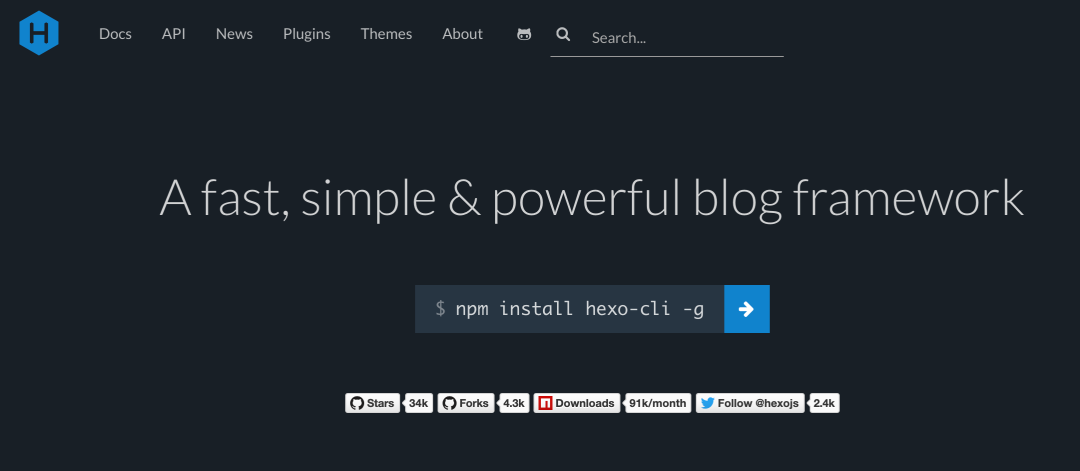 H Docs API News Plugins Themes About Search...
A fast, simple & powerful blog framework
$ npm install hexo-cli -g
Stars 34k Forks 4.3k n Downloads 91k/month Follow @hexojs 2.4k